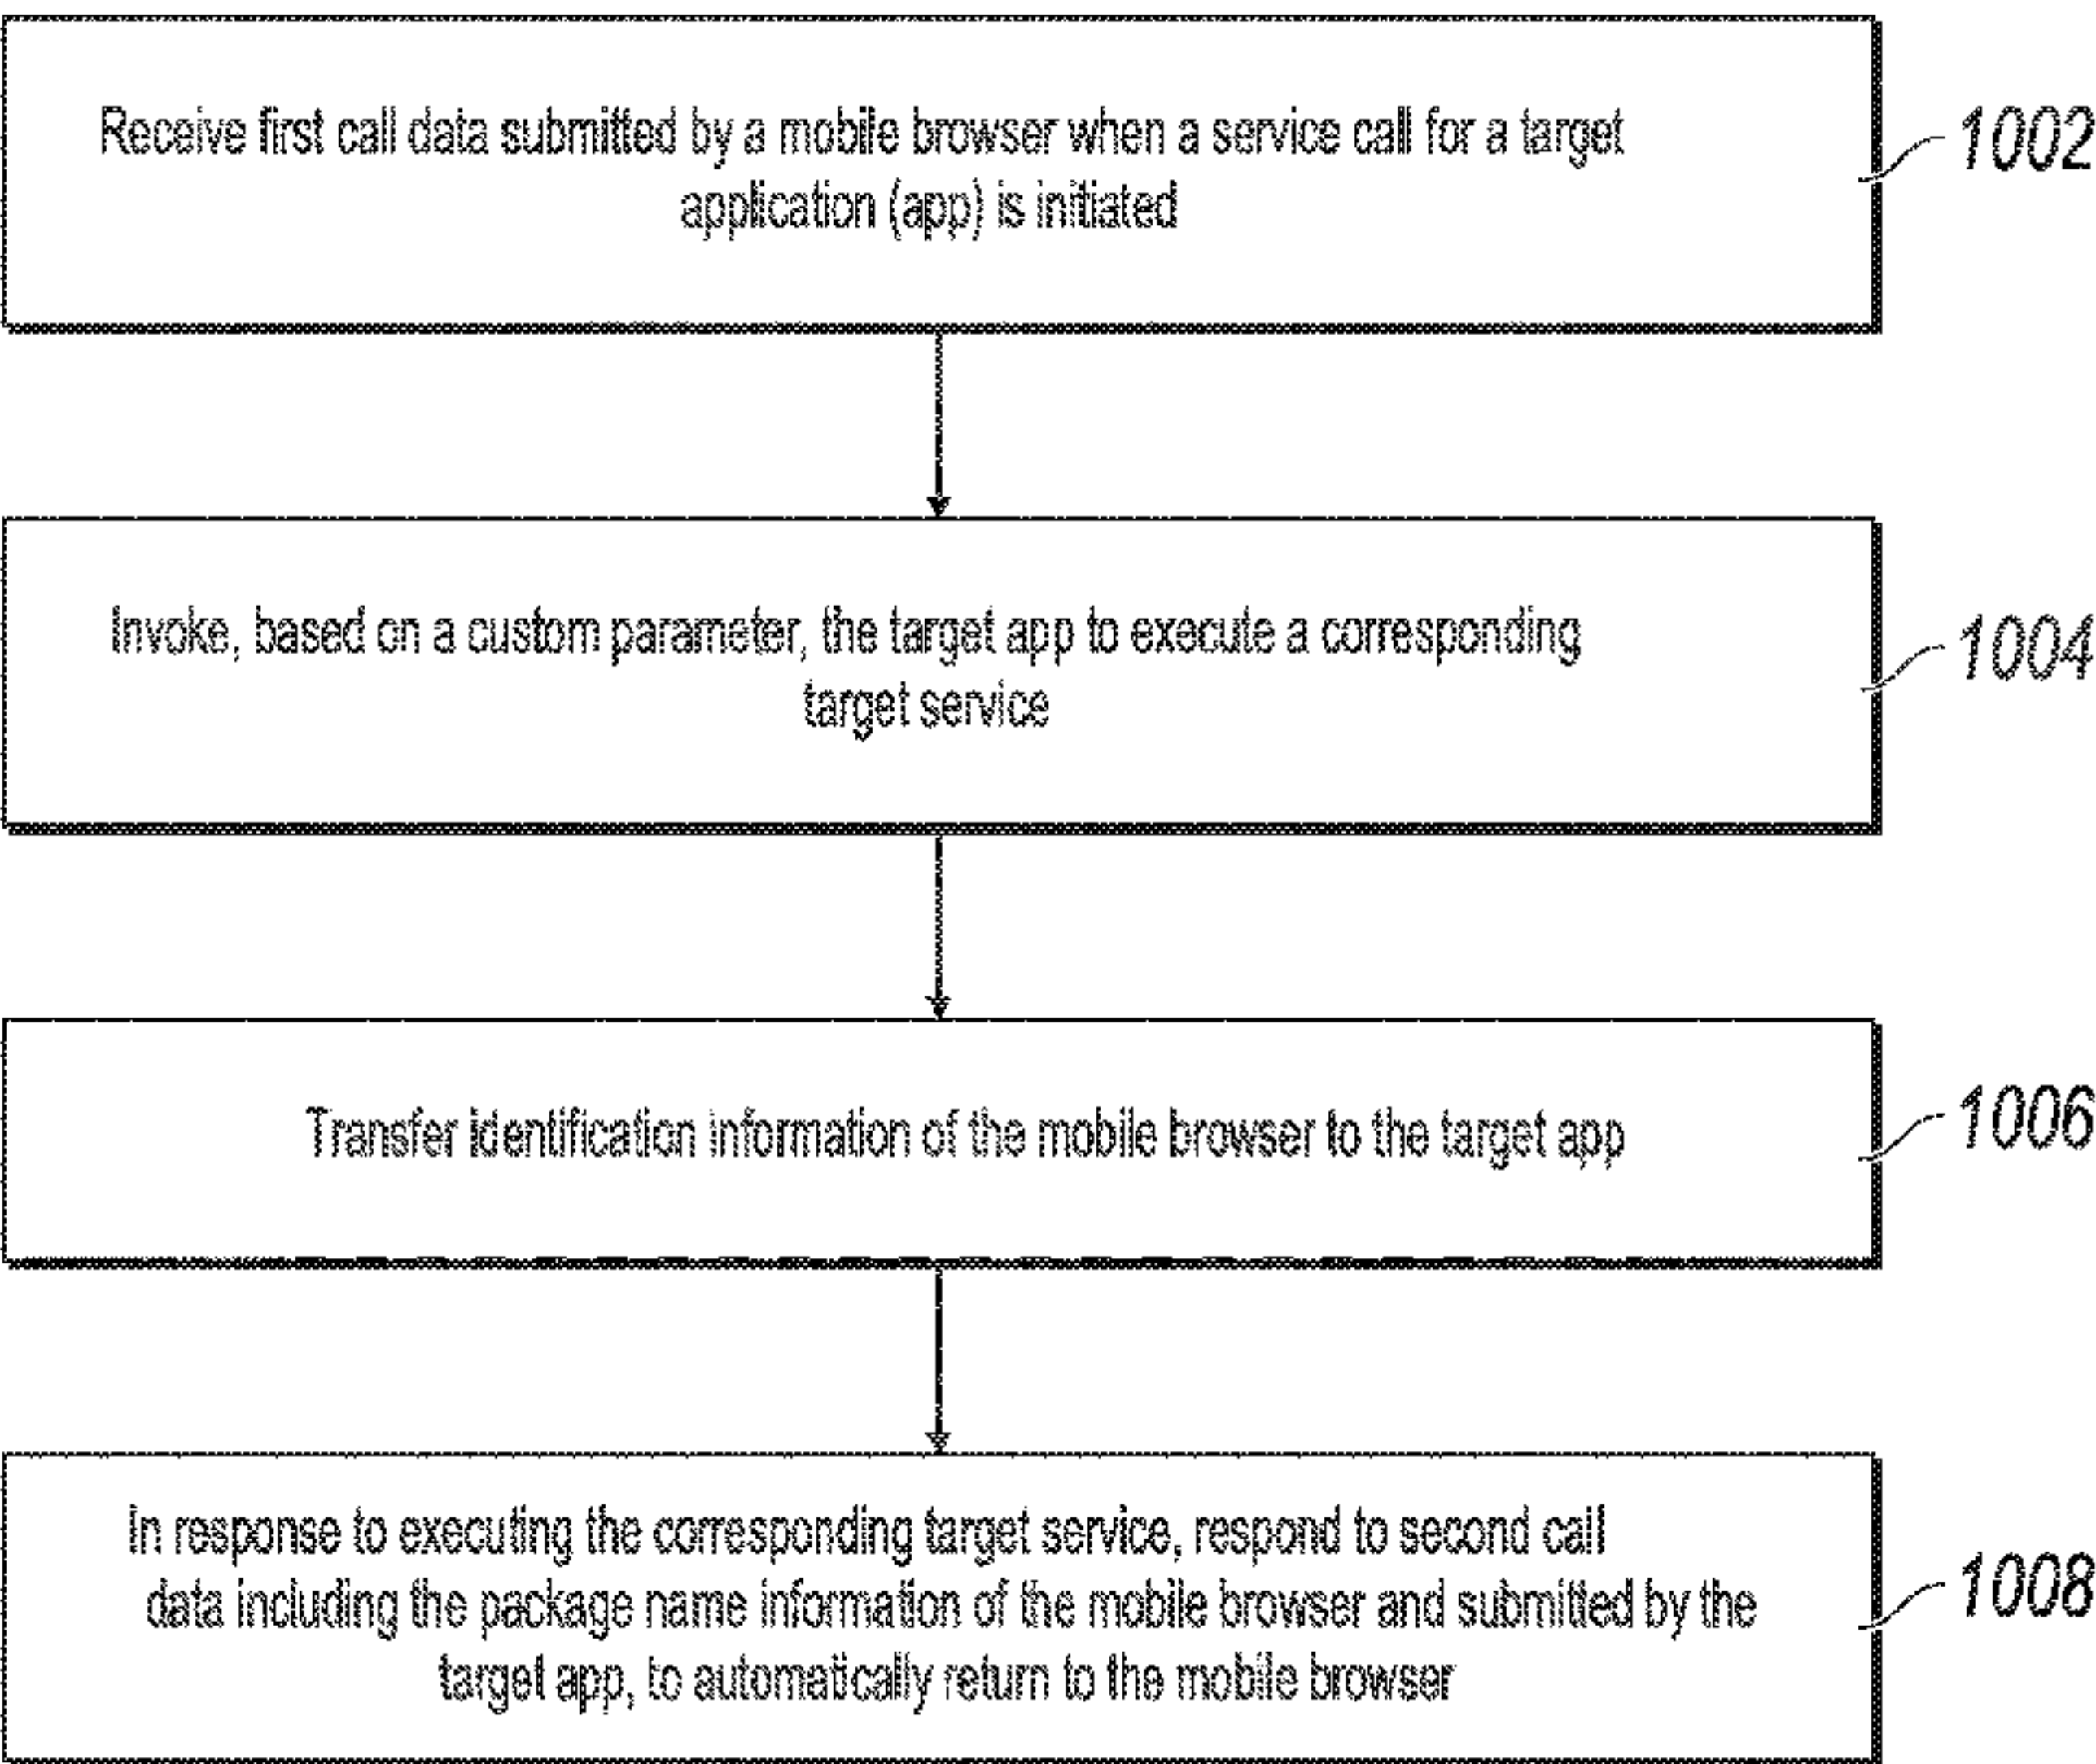 Receive first call data submitted by a mobile browser when a service call for a target
application (app) is initiated
1002
Invoke, based on a custom parameter, the target app to execute a corresponding
target service
1004
Transfer identification information of the mobile browser to the target app
1006
In response to executing the corresponding target service, respond to second call
data including the package name information of the mobile browser and submitted by the
target app, to automatically return to the mobile browser
1008